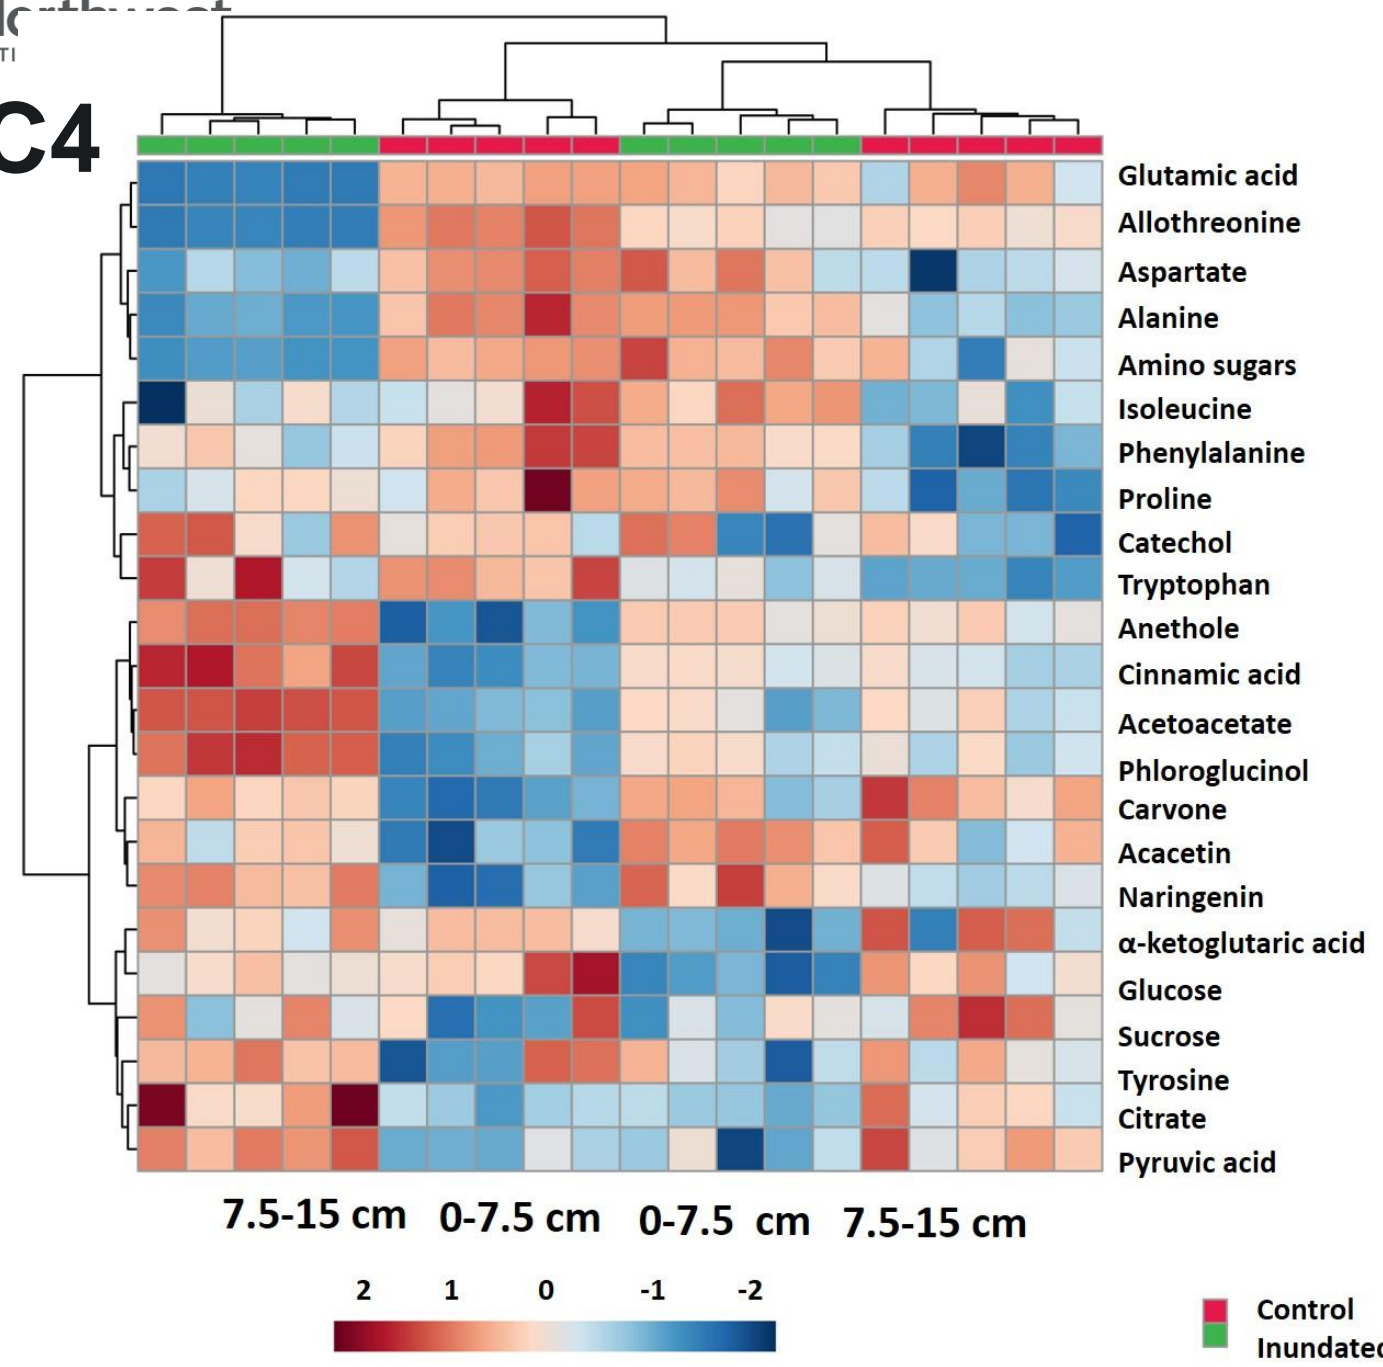 C4
Glutamic acid
Allothreonine
Aspartate
Alanine
Amino sugars
Isoleucine
Phenylalanine
Proline
Catechol
Tryptophan
Anethole
Cinnamic acid
Acetoacetate
Phloroglucinol
Carvone
Acacetin
Naringenin
α-ketoglutaric acid
Glucose
Sucrose
Tyrosine
Citrate
Pyruvic acid
7.5-15 cm 0-7.5 cm 0-7.5 cm 7.5-15 cm
2 1 0 -1 -2
Control
Inundated